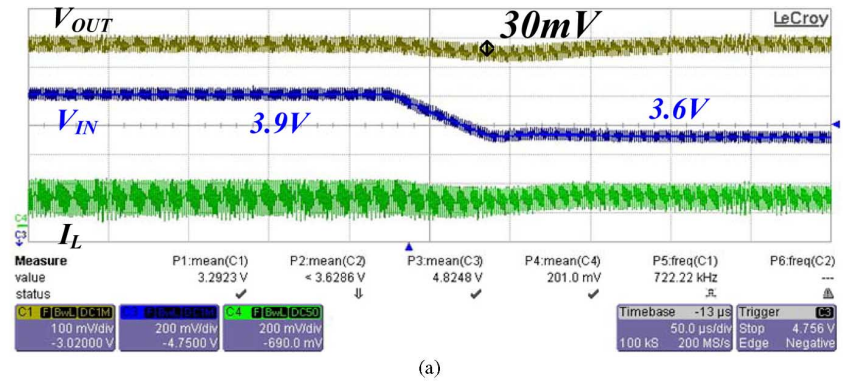 V_OUT 30mV LeCroy
V_IN 3.9V 3.6V
C4
C3
I_L
Measure P1:mean(C1) P2:mean(C2) P3:mean(C3) P4:mean(C4) P5:freq(C1) P6:freq(C2)
value 3.2923 V < 3.6286 V 4.8248 V 201.0 mV 722.22 kHz ---
status
C1 F BwL DC1M C4 F BwL DC50 Timebase -13 µs Trigger C3
100 mV/div 200 mV/div 200 mV/div 50.0 µs/div Stop 4.756 V
-3.02000 V -4.7500 V -690.0 mV 100 kS 200 MS/s Edge Negative
(a)